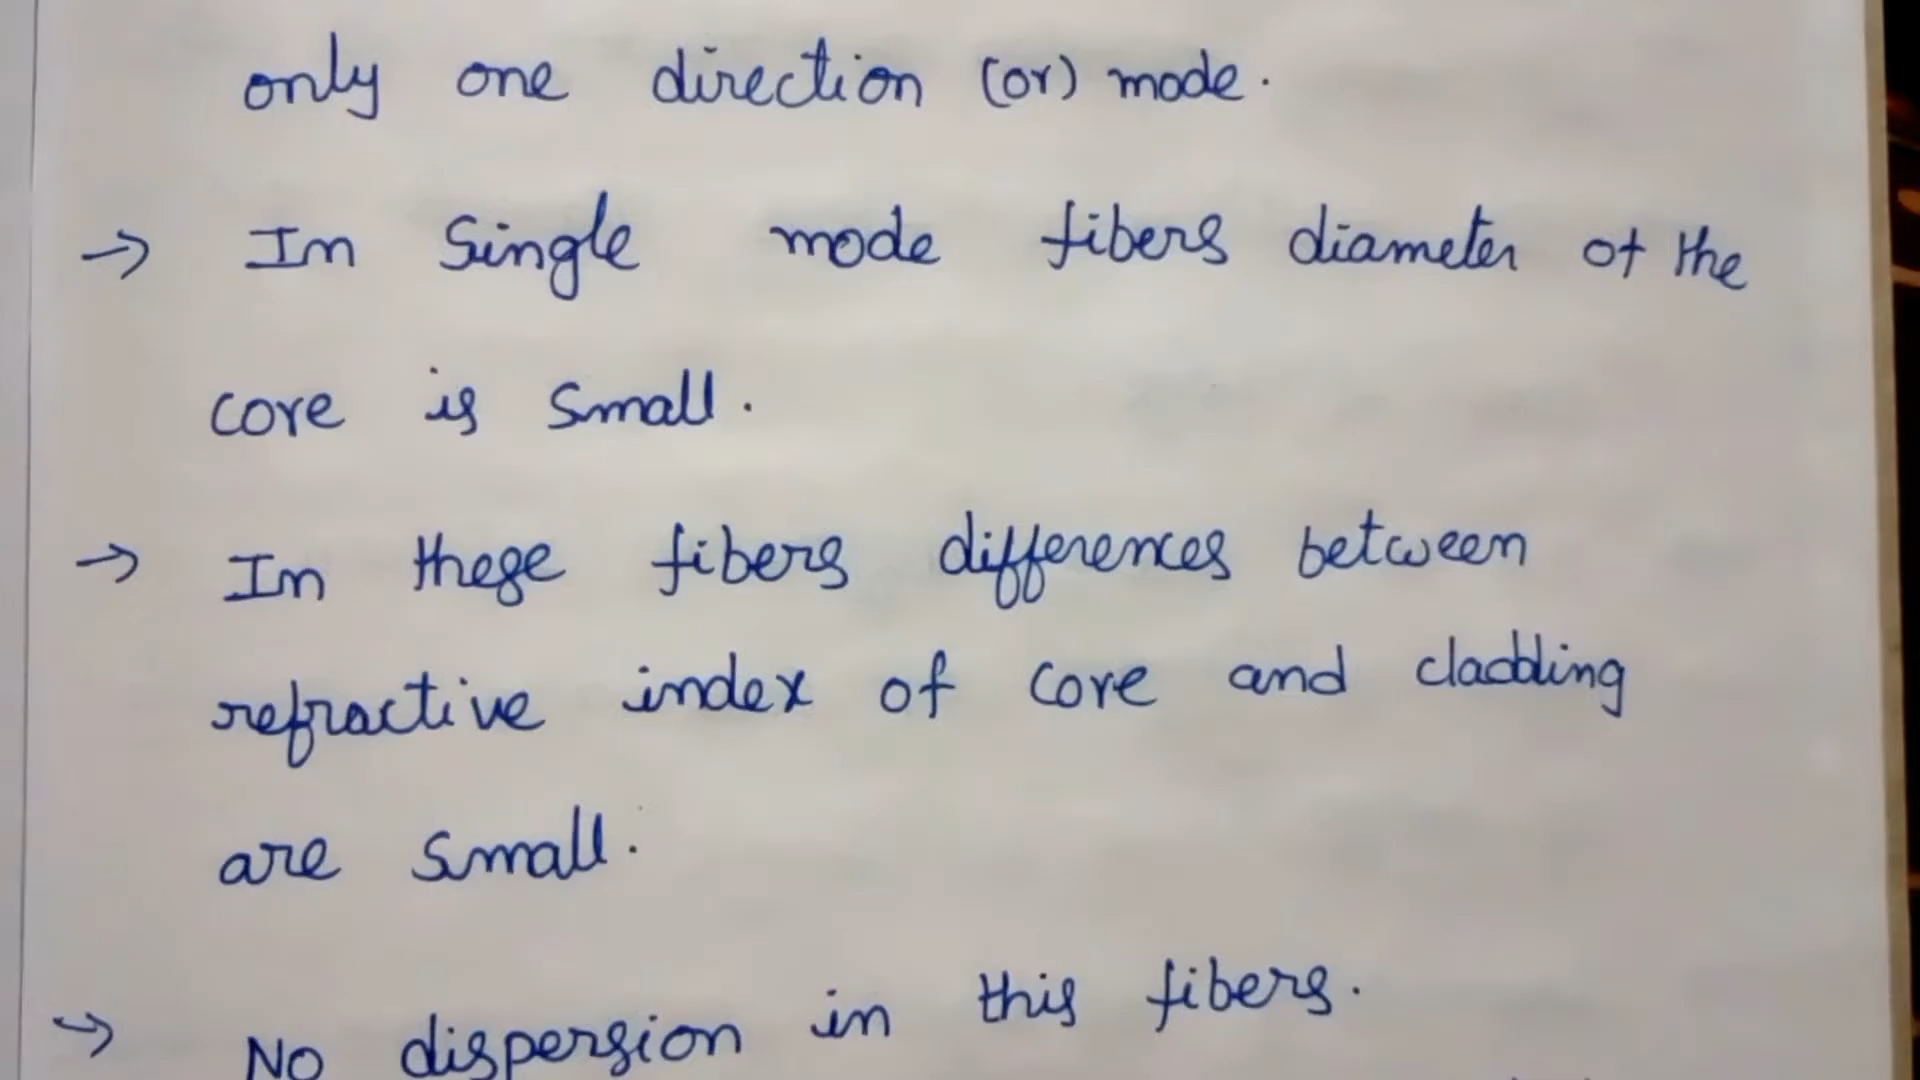 only one direction (or) mode.
→ In Single mode fibers diameter of the
core is small.
→ In these fibers differences between
refractive index of core and cladding
are small.
→ No dispersion in this fibers.